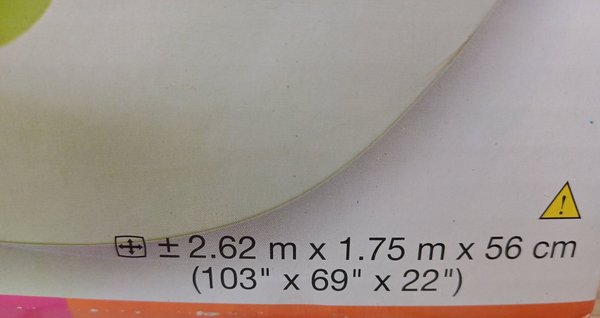 ± 2.62 m x 1.75 m x 56 cm
(103" x 69" x 22")